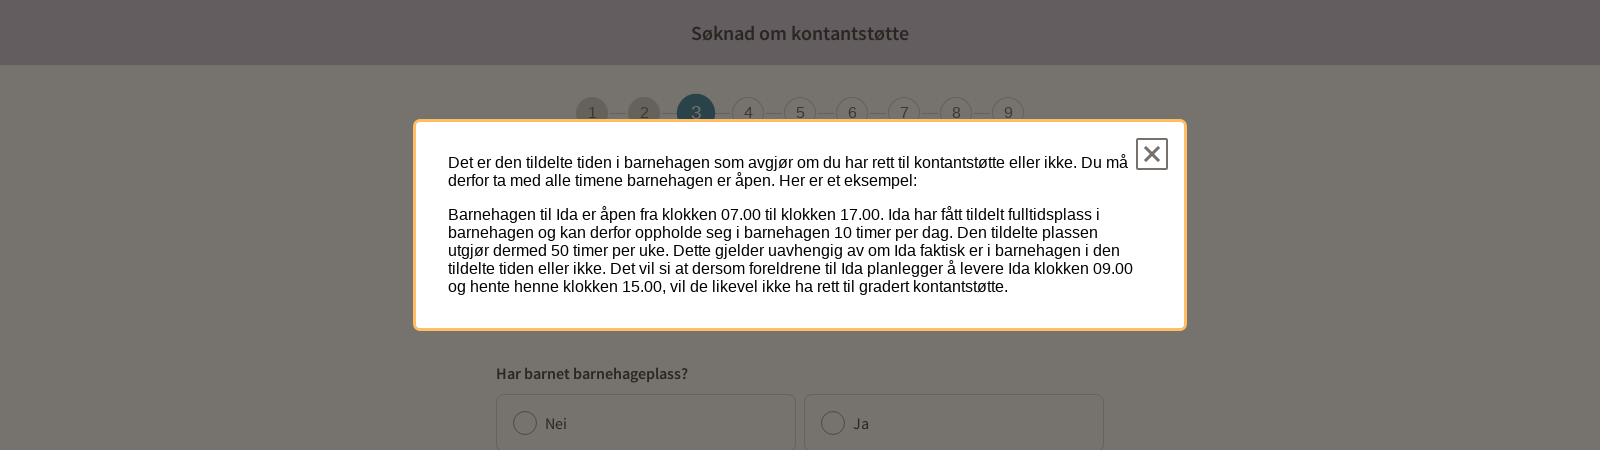 Søknad om kontantstøtte
1 2 3 4 5 6 7 8 9
Det er den tildelte tiden i barnehagen som avgjør om du har rett til kontantstøtte eller ikke. Du må
derfor ta med alle timene barnehagen er åpen. Her er et eksempel:
Barnehagen til Ida er åpen fra klokken 07.00 til klokken 17.00. Ida har fått tildelt fulltidsplass i
barnehagen og kan derfor oppholde seg i barnehagen 10 timer per dag. Den tildelte plassen
utgjør dermed 50 timer per uke. Dette gjelder uavhengig av om Ida faktisk er i barnehagen i den
tildelte tiden eller ikke. Det vil si at dersom foreldrene til Ida planlegger å levere Ida klokken 09.00
og hente henne klokken 15.00, vil de likevel ikke ha rett til gradert kontantstøtte.
Har barnet barnehageplass?
Nei
Ja